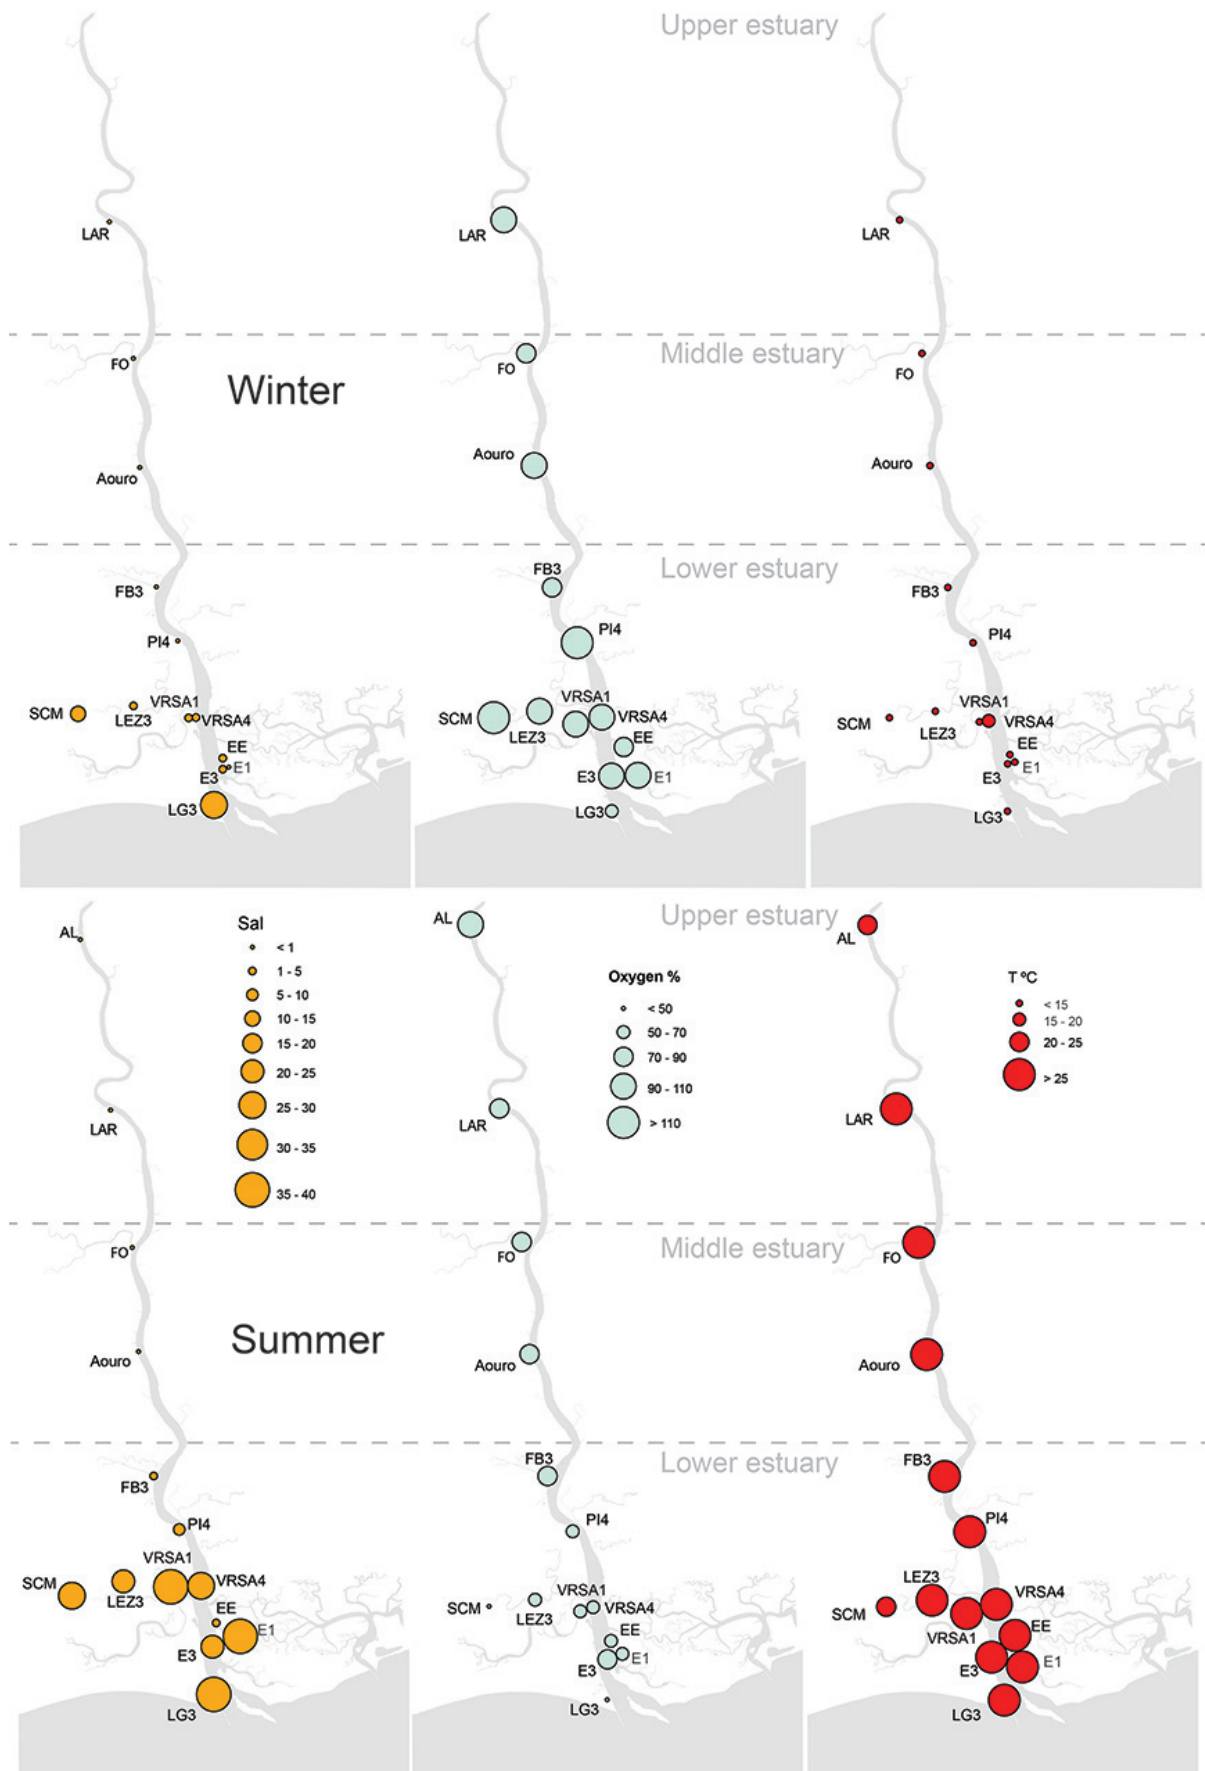 Upper estuary
LAR
LAR
LAR
Middle estuary
FO
FO
FO
Winter
Aouro
Aouro
Aouro
Lower estuary
FB3
FB3
FB3
PI4
PI4
PI4
SCM
LEZ3
VRSA1
VRSA4
EE
E1
E3
LG3
SCM
LEZ3
VRSA1
VRSA4
EE
E3
E1
LG3
SCM
LEZ3
VRSA1
VRSA4
EE
E1
E3
LG3
Upper estuary
AL
AL
AL
Sal
< 1
1 - 5
5 - 10
10 - 15
15 - 20
20 - 25
25 - 30
30 - 35
35 - 40
Oxygen %
< 50
50 - 70
70 - 90
90 - 110
> 110
T ºC
< 15
15 - 20
20 - 25
> 25
LAR
LAR
LAR
Middle estuary
FO
FO
FO
Summer
Aouro
Aouro
Aouro
Lower estuary
FB3
FB3
FB3
PI4
PI4
PI4
VRSA1
SCM
LEZ3
VRSA4
EE
E1
E3
LG3
VRSA1
SCM
LEZ3
VRSA4
EE
E1
E3
LG3
LEZ3
VRSA4
SCM
VRSA1
EE
E3
E1
LG3